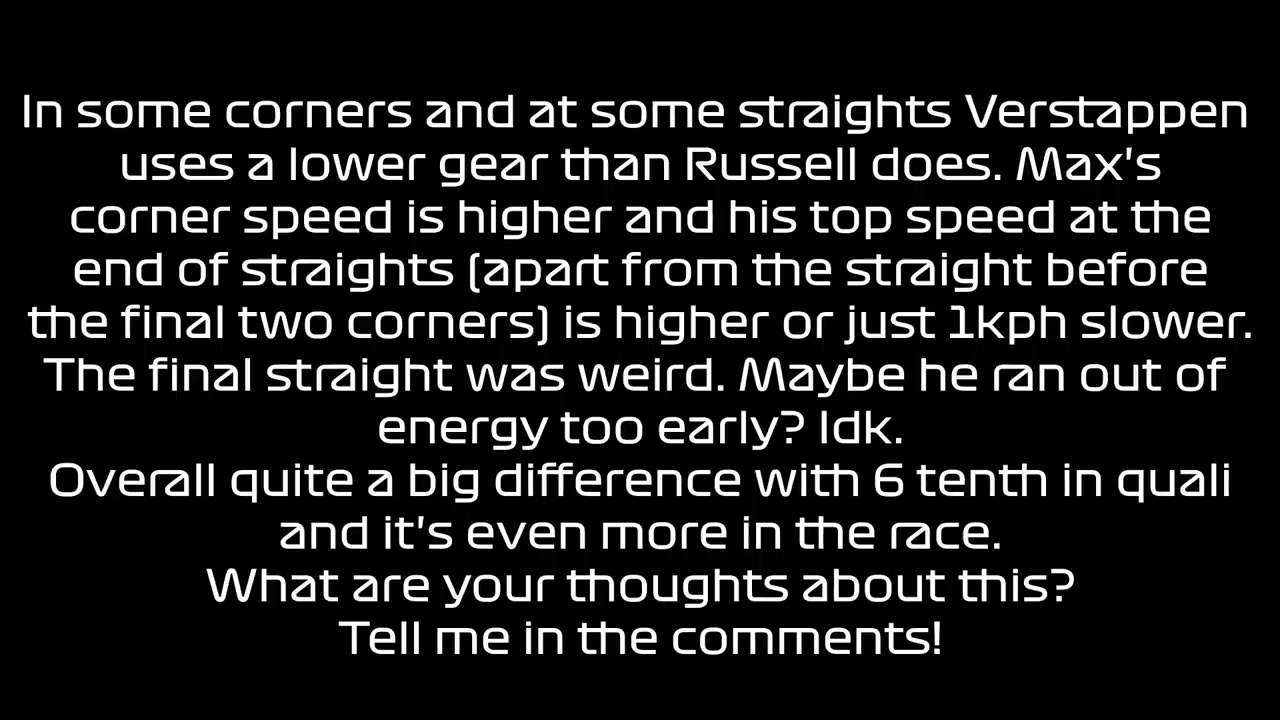 In some corners and at some straights Verstappen
uses a lower gear than Russell does. Max's
corner speed is higher and his top speed at the
end of straights (apart from the straight before
the final two corners) is higher or just 1kph slower.
The final straight was weird. Maybe he ran out of
energy too early? Idk.
Overall quite a big difference with 6 tenth in quali
and it's even more in the race.
What are your thoughts about this?
Tell me in the comments!